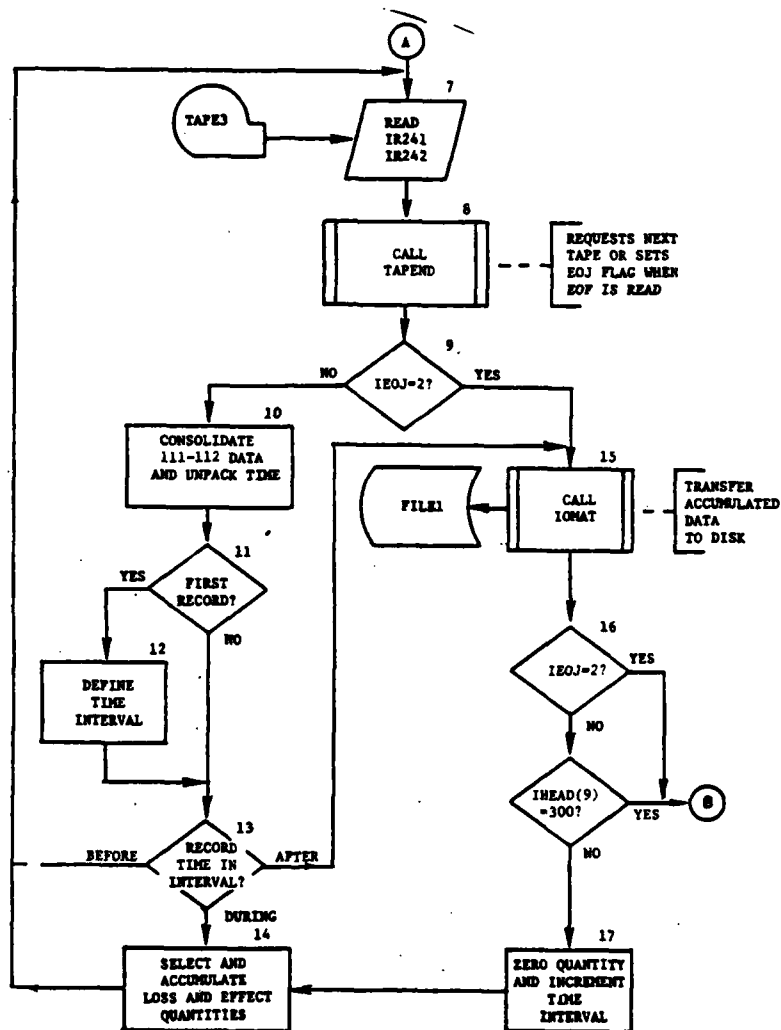 A
7
TAPE3
READ
IR241
IR242
8
CALL
TAPEND
REQUESTS NEXT
TAPE OR SETS
EOJ FLAG WHEN
EOF IS READ
9
NO
IEOJ=2?
YES
10
CONSOLIDATE
111-112 DATA
AND UNPACK TIME
15
FILE1
CALL
IOMAT
TRANSFER
ACCUMULATED
DATA
TO DISK
11
YES
FIRST
RECORD?
NO
16
IEOJ=2?
YES
NO
12
DEFINE
TIME
INTERVAL
IHEAD(9)
=300?
YES
B
NO
13
BEFORE
RECORD
TIME IN
INTERVAL?
AFTER
DURING
14
SELECT AND
ACCUMULATE
LOSS AND EFFECT
QUANTITIES
17
ZERO QUANTITY
AND INCREMENT
TIME
INTERVAL